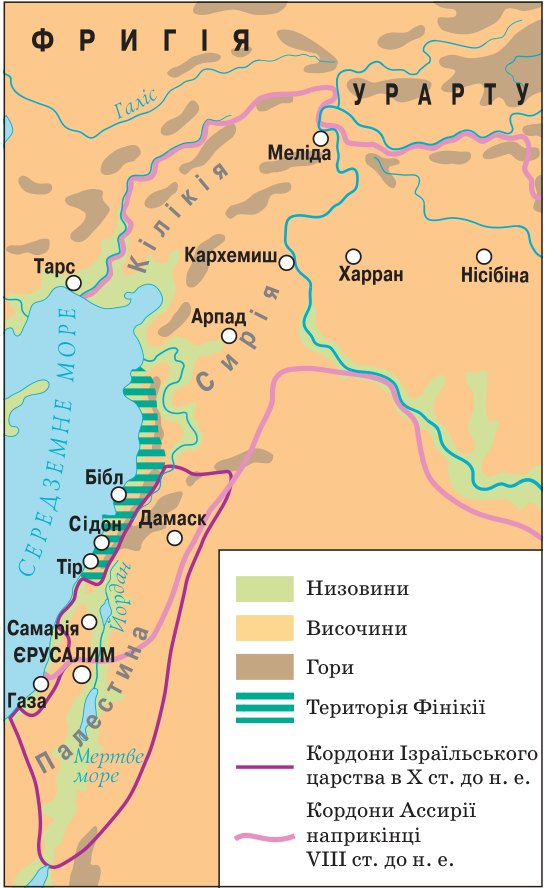 ФРИГІЯ
УРАРТУ
Галіс
Меліда
Кілікія
Тарс
Кархемиш
Харран
Нісібіна
Арпад
Сирія
СЕРЕДЗЕМНЕ МОРЕ
Бібл
Сідон
Дамаск
Тір
Йордан
Самарія
ЄРУСАЛИМ
Газа
Палестина
Мертве
море
Низовини
Височини
Гори
Територія Фінікії
Кордони Ізраїльського
царства в X ст. до н. е.
Кордони Ассирії
наприкінці
VIII ст. до н. е.